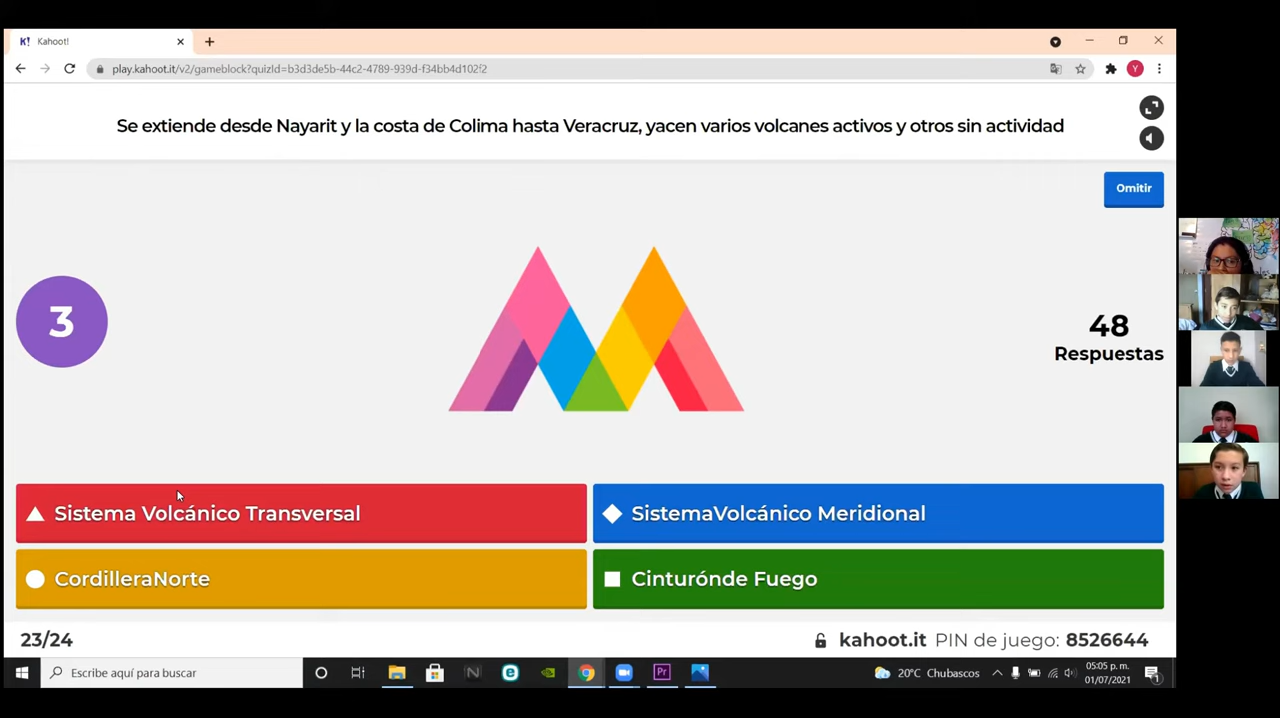 K! Kahoot!
play.kahoot.it/v2/gameblock?quizId=b3d3de5b-44c2-4789-939d-f34bb4d102f2
Y
Se extiende desde Nayarit y la costa de Colima hasta Veracruz, yacen varios volcanes activos y otros sin actividad
Omitir
3
48
Respuestas
Sistema Volcánico Transversal
SistemaVolcánico Meridional
CordilleraNorte
Cinturónde Fuego
23/24
kahoot.it PIN de juego: 8526644
Escribe aquí para buscar
N
e
Pr
20°C Chubascos
05:05 p. m.
01/07/2021
1